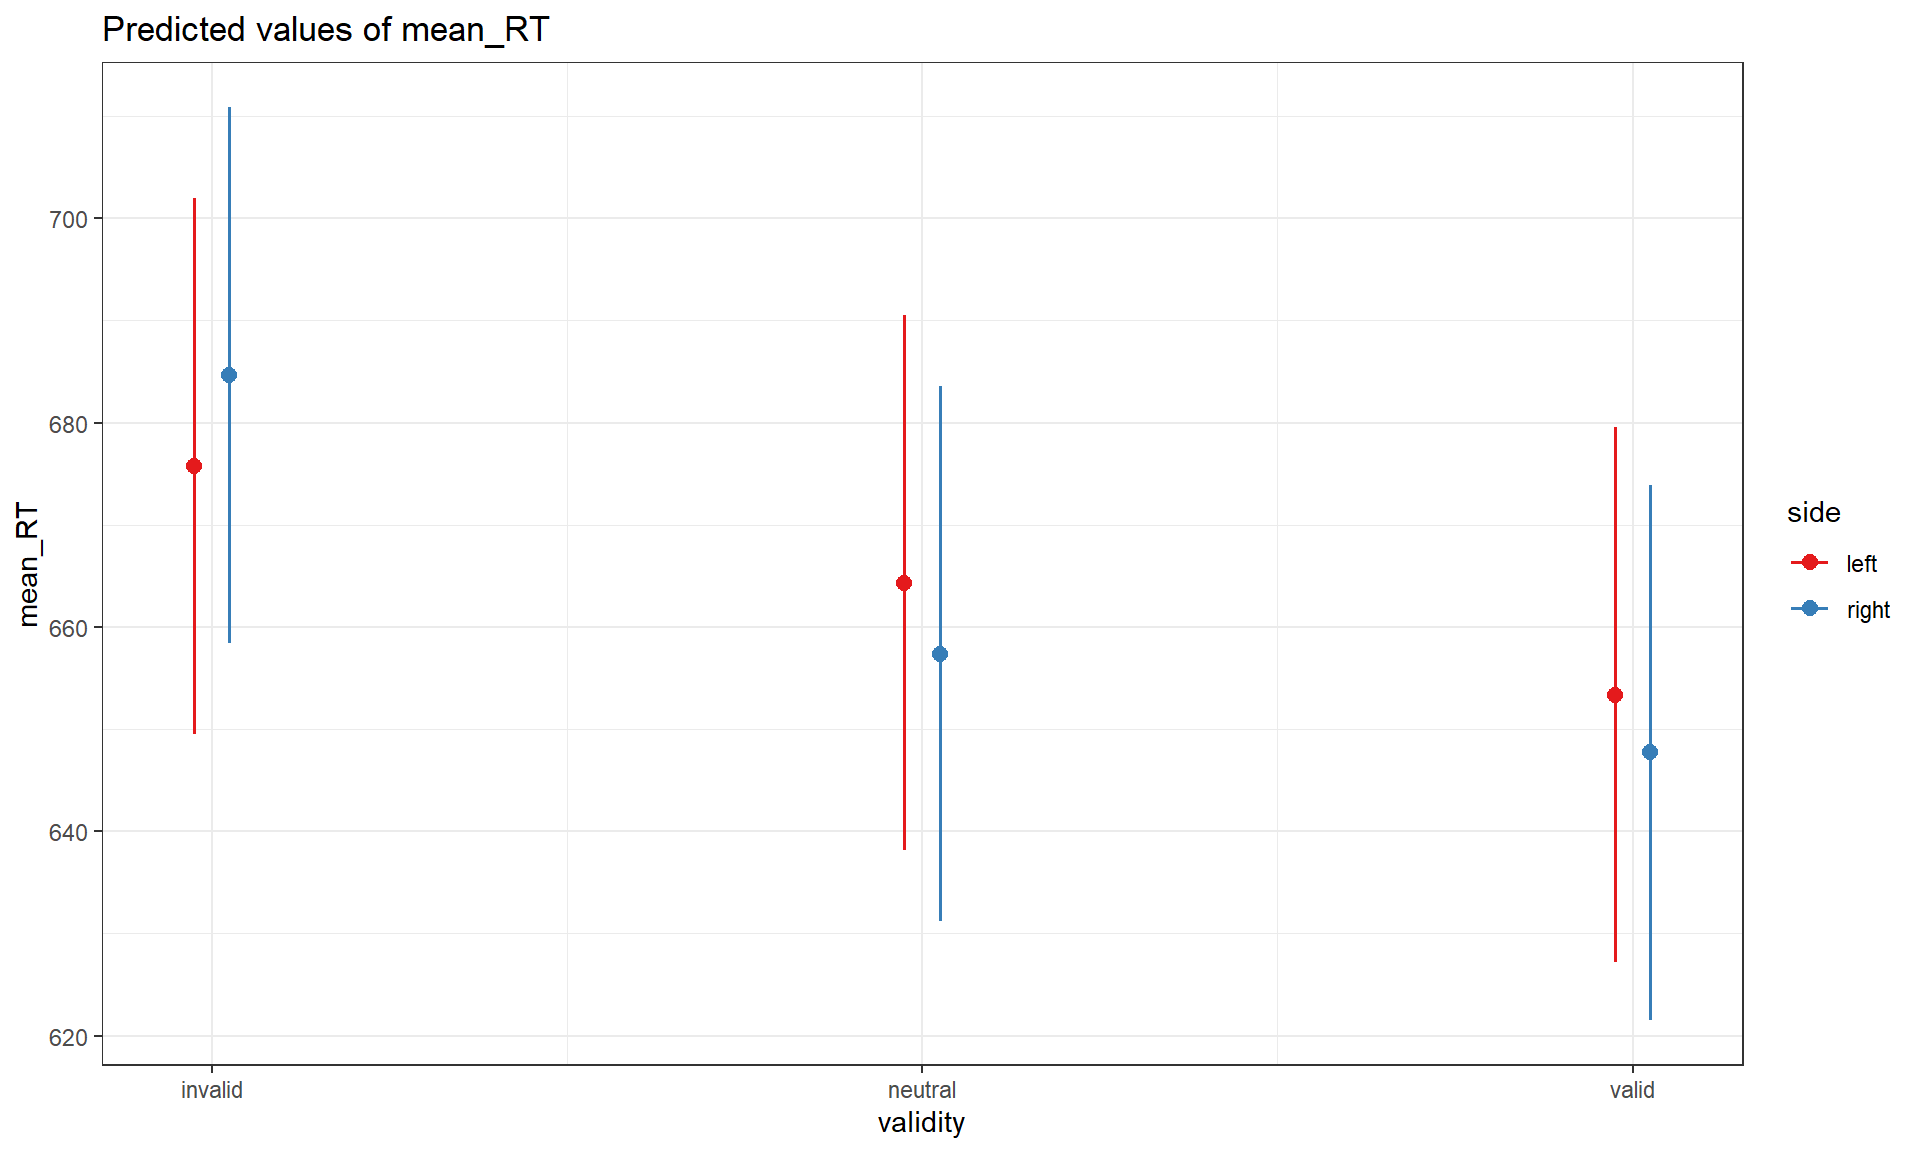 Predicted values of mean_RT
mean_RT
700
680
660
640
620
invalid
neutral
valid
validity
side
left
right